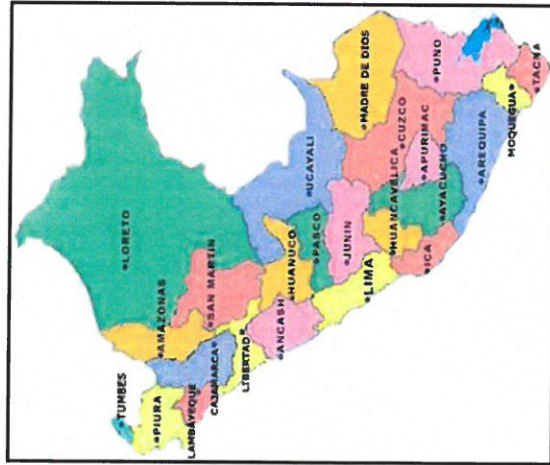 TUMBES
PIURA
LAMBAYEQUE
CAJAMARCA
AMAZONAS
LORETO
SAN MARTIN
LIBERTAD
ANCASH
HUANUCO
UCAYALI
PASCO
JUNIN
LIMA
MADRE DE DIOS
HUANCAVELICA
CUZCO
ICA
APURIMAC
AYACUCHO
PUNO
AREQUIPA
MOQUEGUA
TACNA